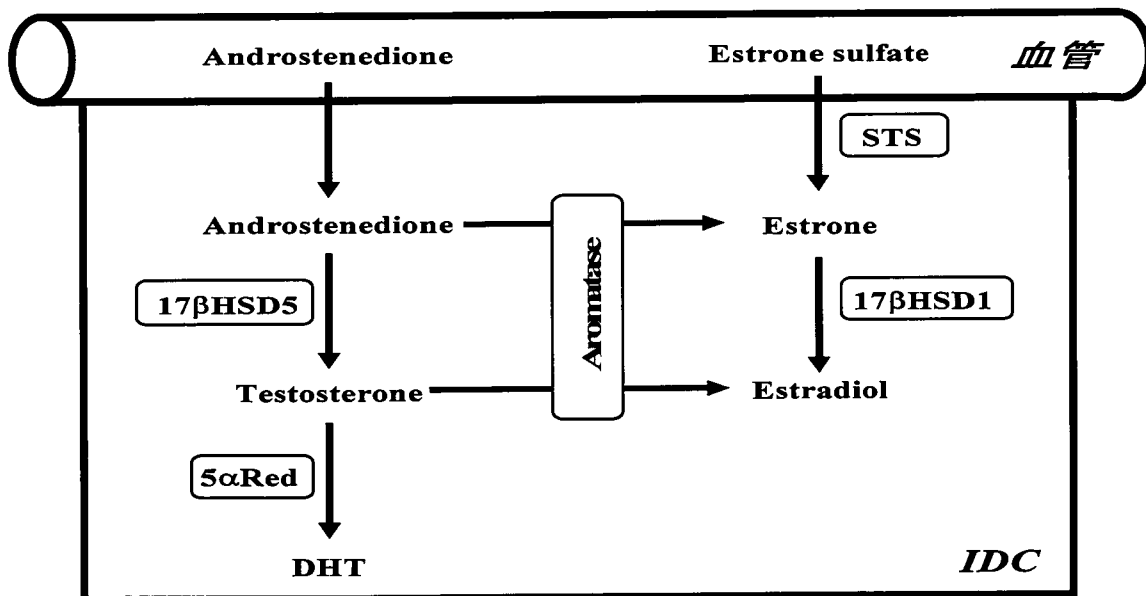 Androstenedione Estrone sulfate 血管
STS
Androstenedione Estrone
Aromatase
17βHSD5 17βHSD1
Testosterone Estradiol
5αRed
DHT IDC